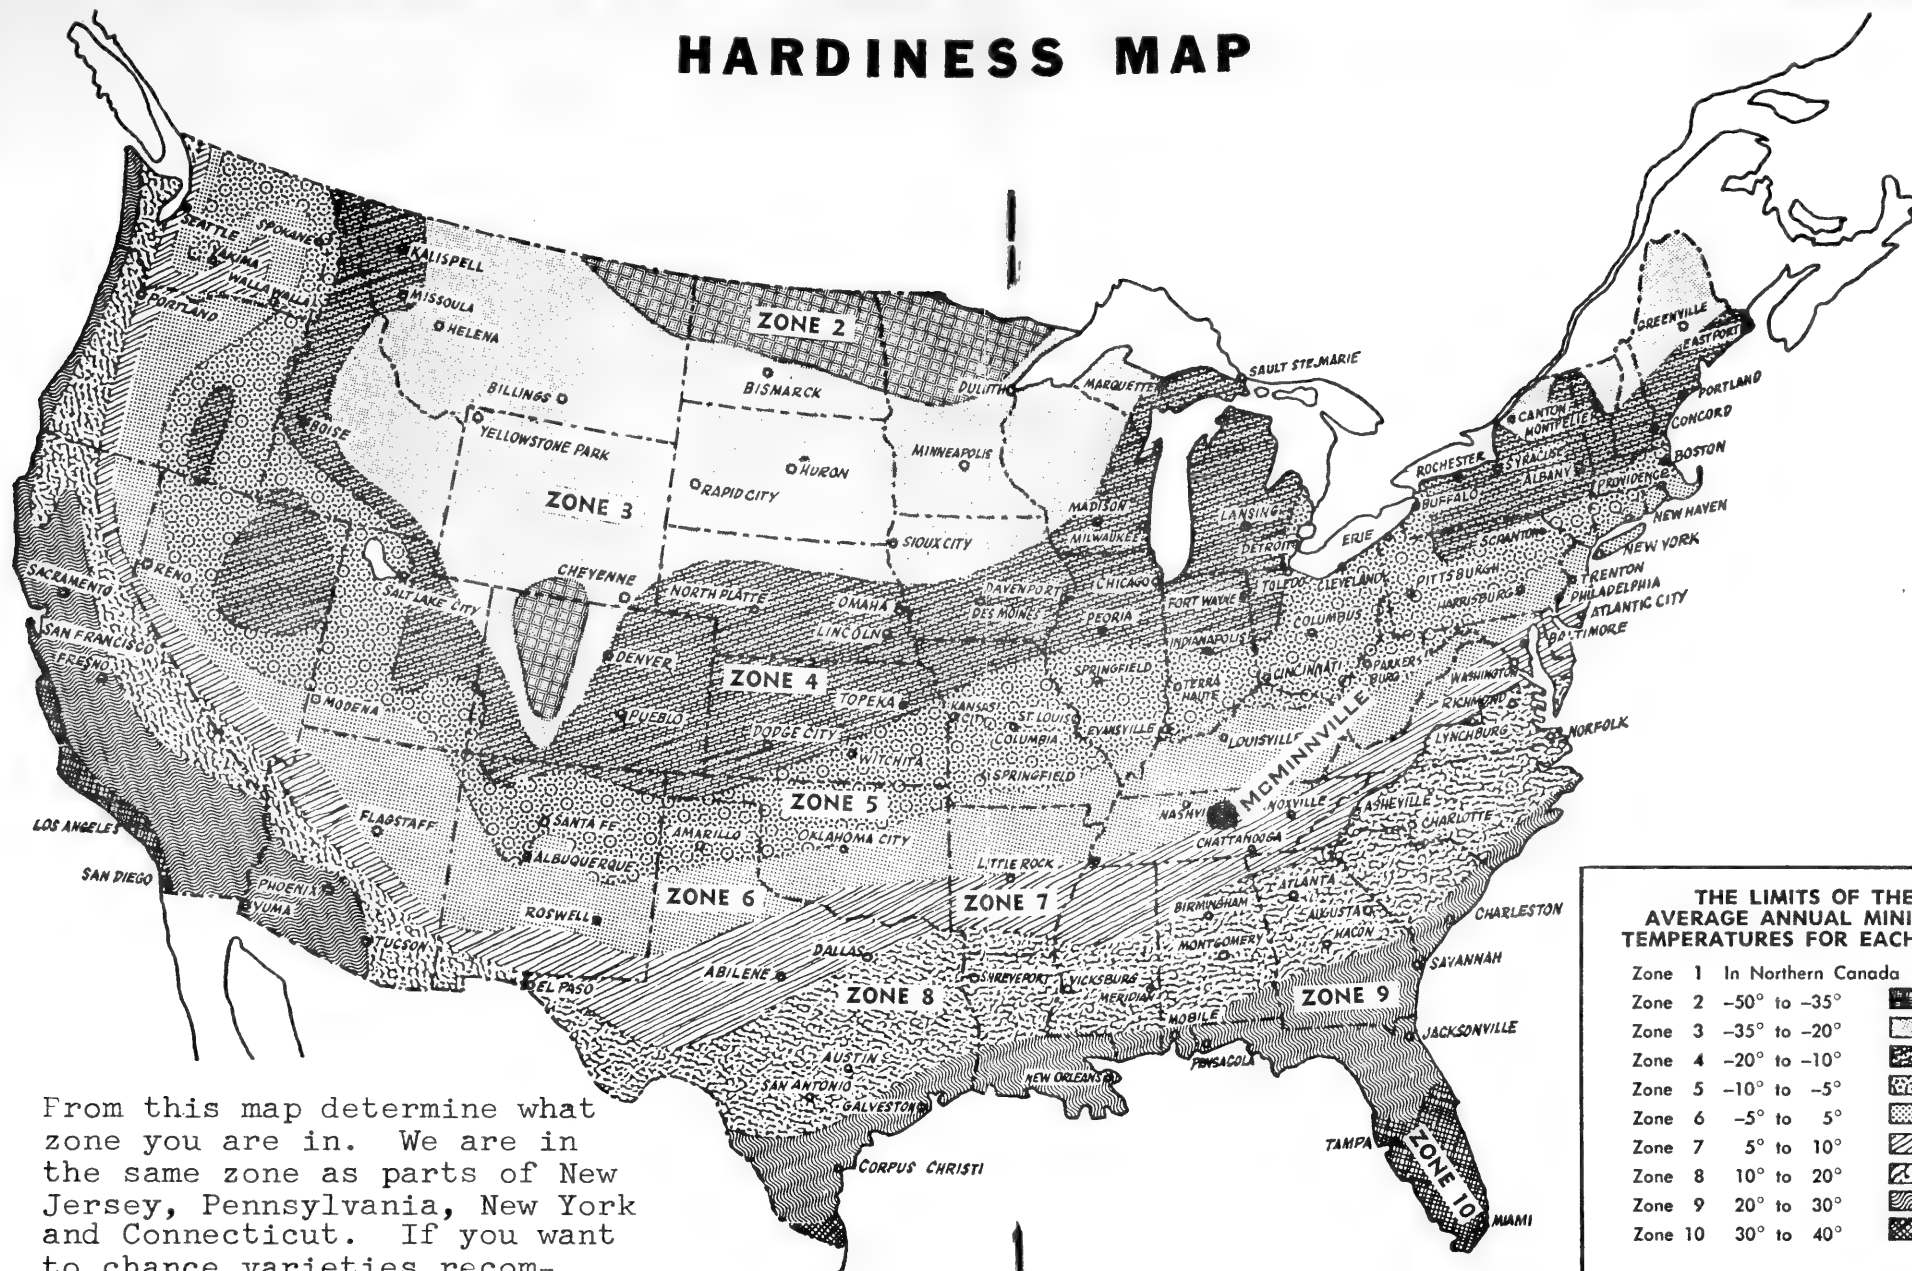 HARDINESS MAP
SEATTLE
SPOKANE
YAKIMA
WALLA WALLA
PORTLAND
KALISPELL
MISSOULA
HELENA
ZONE 2
BILLINGS
BISMARCK
DULUTH
MARQUETTE
SAULT STE.MARIE
GREENVILLE
EASTPORT
PORTLAND
CONCORD
BOISE
YELLOWSTONE PARK
MINNEAPOLIS
HURON
RAPID CITY
ZONE 3
CANTON
MONTPELIE
ROCHESTER
SYRACUSE
BOSTON
ALBANY
PROVIDENCE
BUFFALO
NEW HAVEN
MADISON
LANSING
MILWAUKEE
SIOUX CITY
DETROIT
ERIE
SCRANTON
NEW YORK
RENO
CHEYENNE
SALT LAKE CITY
NORTH PLATTE
OMAHA
DAVENPORT
DES MOINES
CHICAGO
TOLEDO
CLEVELAND
PITTSBURGH
TRENTON
PHILADELPHIA
HARRISBURG
ATLANTIC CITY
SACRAMENTO
LINCOLN
PEORIA
FORT WAYNE
COLUMBUS
BALTIMORE
SAN FRANCISCO
FRESNO
DENVER
ZONE 4
INDIANAPOLIS
SPRINGFIELD
CINCINNATI
PARKERS
BURG
WASHINGTON
TERRA
HAUTE
TOPEKA
MODENA
PUEBLO
DODGE CITY
KANSAS
CITY
ST. LOUIS
COLUMBIA
EVANSVILLE
LOUISVILLE
RICHMOND
LYNCHBURG
NORFOLK
WITCHITA
SPRINGFIELD
McMINNVILLE
ZONE 5
NASHVI
KNOXVILLE
ASHEVILLE
CHARLOTTE
LOS ANGELES
FLAGSTAFF
SANTA FE
AMARILLO
OKLAHOMA CITY
CHATTANOOGA
ALBUQUERQUE
LITTLE ROCK
SAN DIEGO
PHOENIX
YUMA
ROSWELL
ZONE 6
ZONE 7
ATLANTA
BIRMINGHAM
AUGUSTA
CHARLESTON
MACON
TUCSON
DALLAS
MONTGOMERY
SAVANNAH
EL PASO
ABILENE
SHREVEPORT
VICKSBURG
MERIDIAN
ZONE 8
ZONE 9
MOBILE
JACKSONVILLE
PENSACOLA
AUSTIN
SAN ANTONIO
NEW ORLEANS
GALVESTON
CORPUS CHRISTI
TAMPA
ZONE 10
MIAMI
THE LIMITS OF THE
AVERAGE ANNUAL MINI
TEMPERATURES FOR EACH
Zone 1 In Northern Canada
Zone 2 -50° to -35°
Zone 3 -35° to -20°
Zone 4 -20° to -10°
Zone 5 -10° to -5°
Zone 6 -5° to 5°
Zone 7 5° to 10°
Zone 8 10° to 20°
Zone 9 20° to 30°
Zone 10 30° to 40°
From this map determine what
zone you are in. We are in
the same zone as parts of New
Jersey, Pennsylvania, New York
and Connecticut. If you want
to change varieties recom-